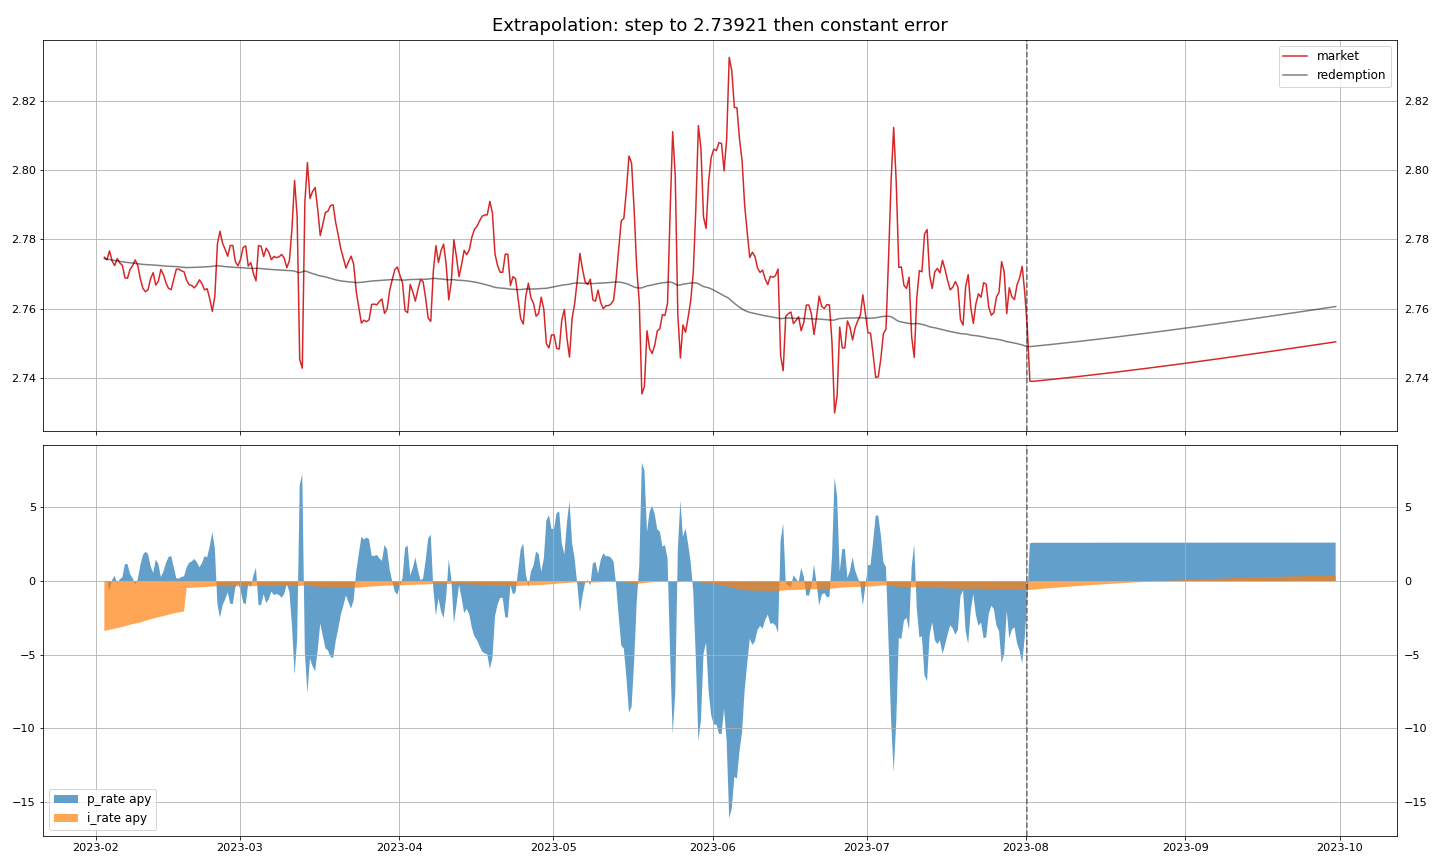 Extrapolation: step to 2.73921 then constant error
market
redemption
2.82 2.82
2.80 2.80
2.78 2.78
2.76 2.76
2.74 2.74
5 5
0 0
−5 −5
−10 −10
−15 −15
p_rate apy
i_rate apy
2023-02 2023-03 2023-04 2023-05 2023-06 2023-07 2023-08 2023-09 2023-10